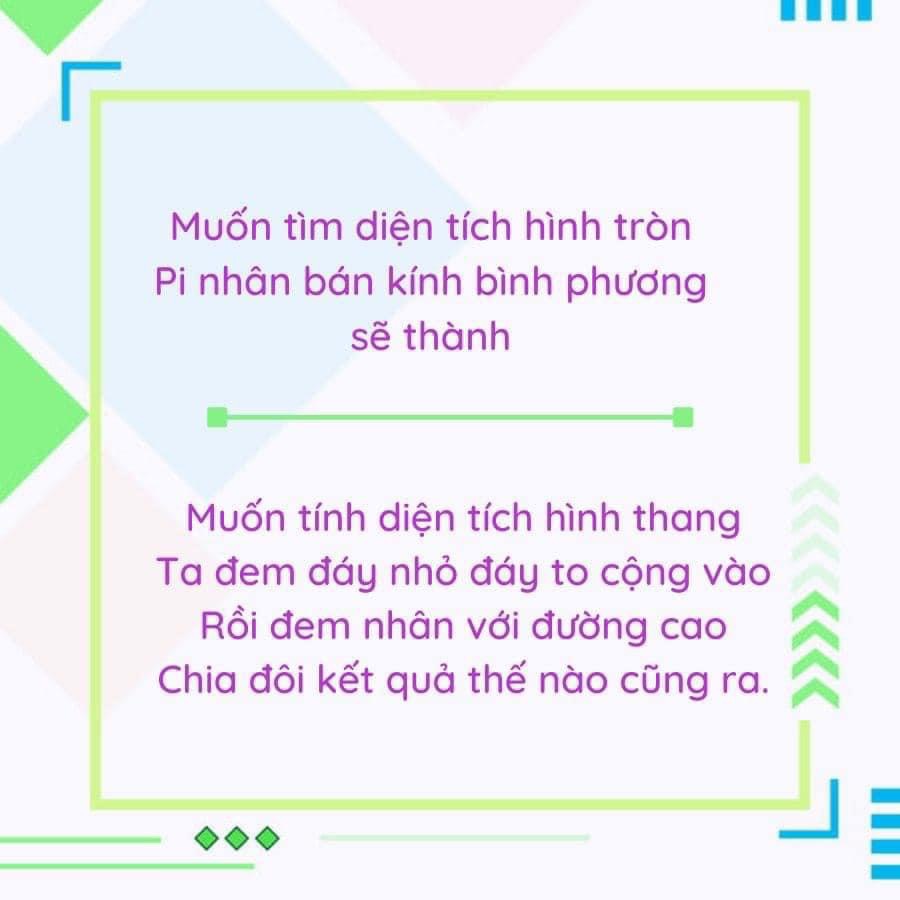 Muốn tìm diện tích hình tròn
Pi nhân bán kính bình phương
sẽ thành
Muốn tính diện tích hình thang
Ta đem đáy nhỏ đáy to cộng vào
Rồi đem nhân với đường cao
Chia đôi kết quả thế nào cũng ra.